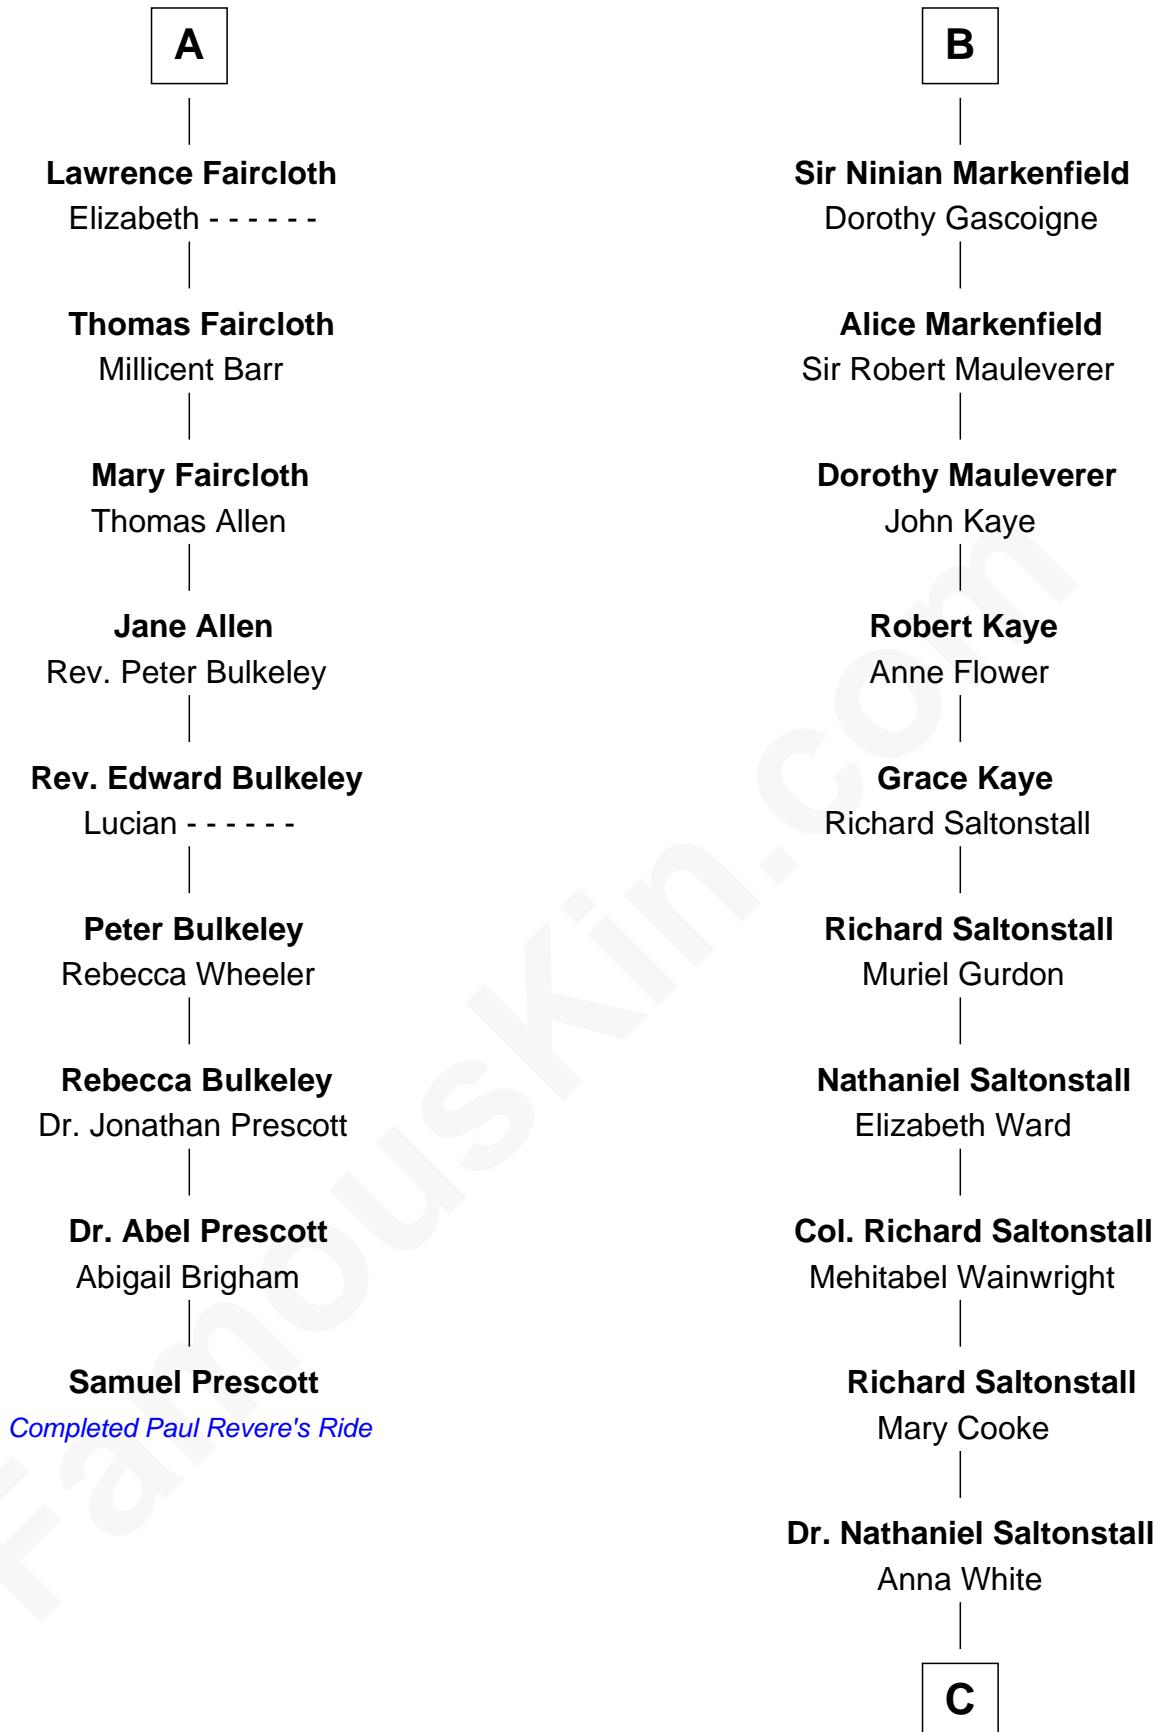 A
Lawrence Faircloth
Elizabeth - - - - - -
Thomas Faircloth
Millicent Barr
Mary Faircloth
Thomas Allen
Jane Allen
Rev. Peter Bulkeley
Rev. Edward Bulkeley
Lucian - - - - - -
Peter Bulkeley
Rebecca Wheeler
Rebecca Bulkeley
Dr. Jonathan Prescott
Dr. Abel Prescott
Abigail Brigham
Samuel Prescott
Completed Paul Revere's Ride
B
Sir Ninian Markenfield
Dorothy Gascoigne
Alice Markenfield
Sir Robert Mauleverer
Dorothy Mauleverer
John Kaye
Robert Kaye
Anne Flower
Grace Kaye
Richard Saltonstall
Richard Saltonstall
Muriel Gurdon
Nathaniel Saltonstall
Elizabeth Ward
Col. Richard Saltonstall
Mehitabel Wainwright
Richard Saltonstall
Mary Cooke
Dr. Nathaniel Saltonstall
Anna White
C
FamousKin.com